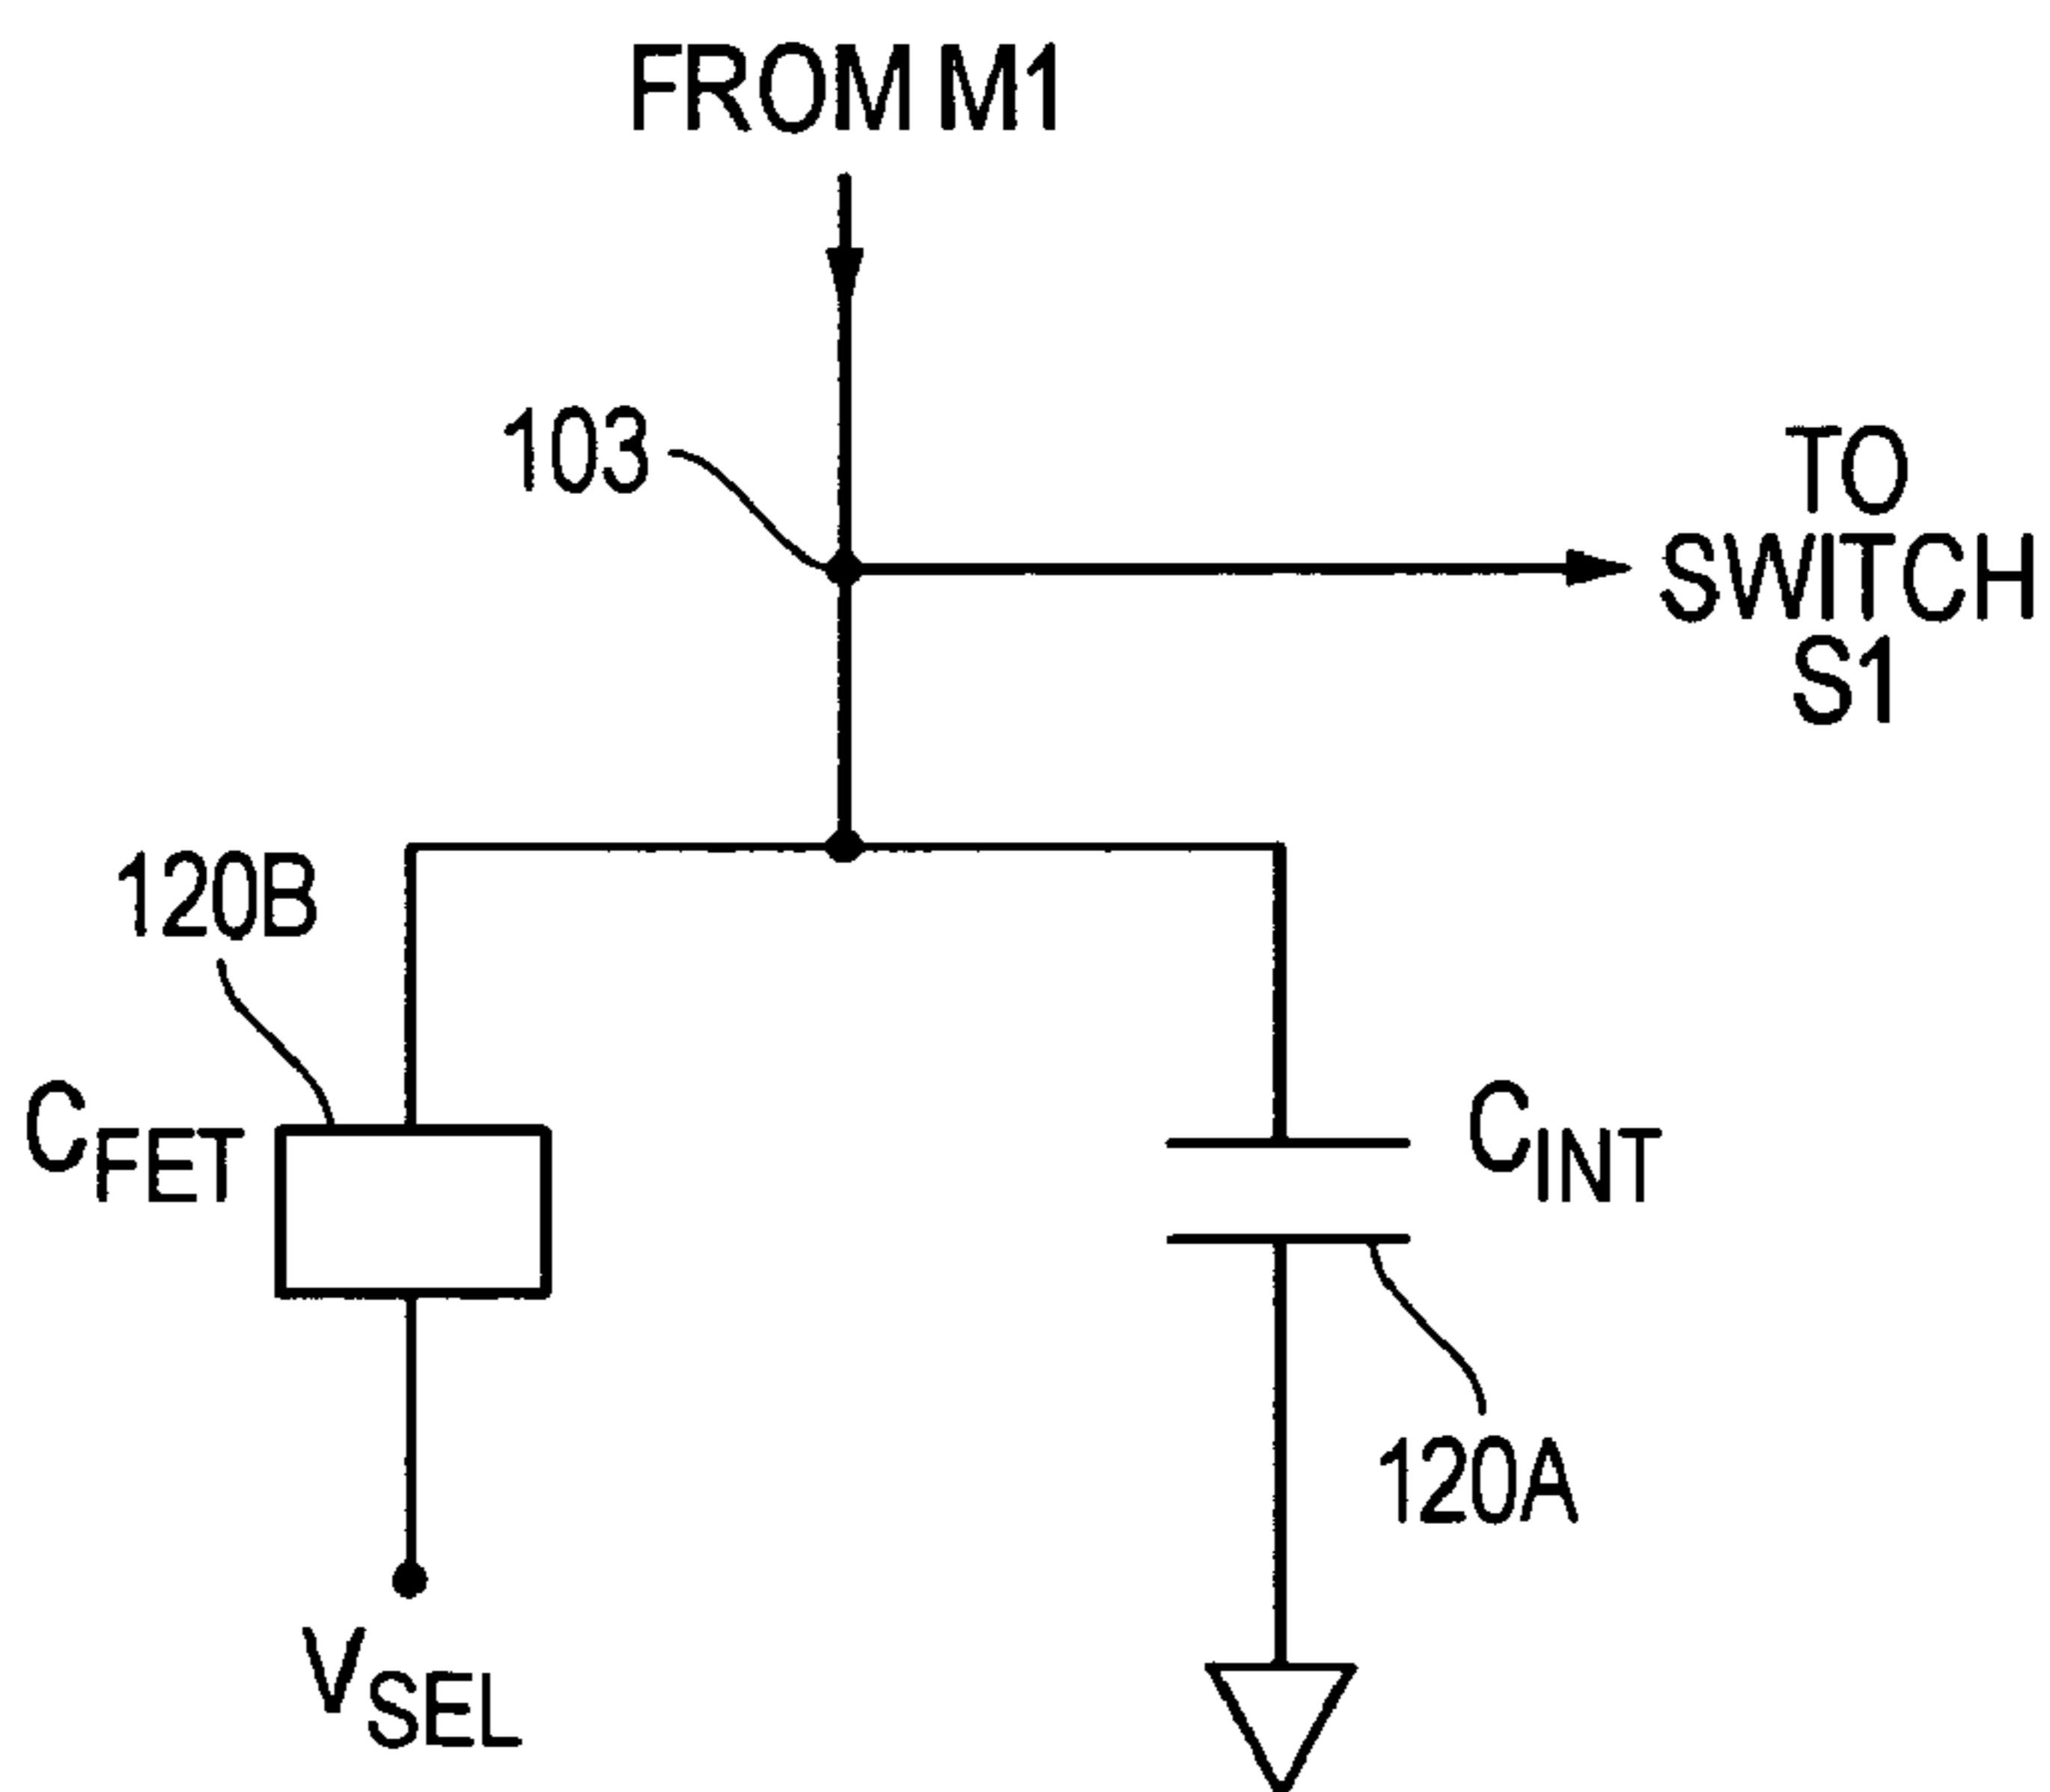 FROM M1
103
TO
SWITCH
S1
120B
CFET
CINT
120A
VSEL